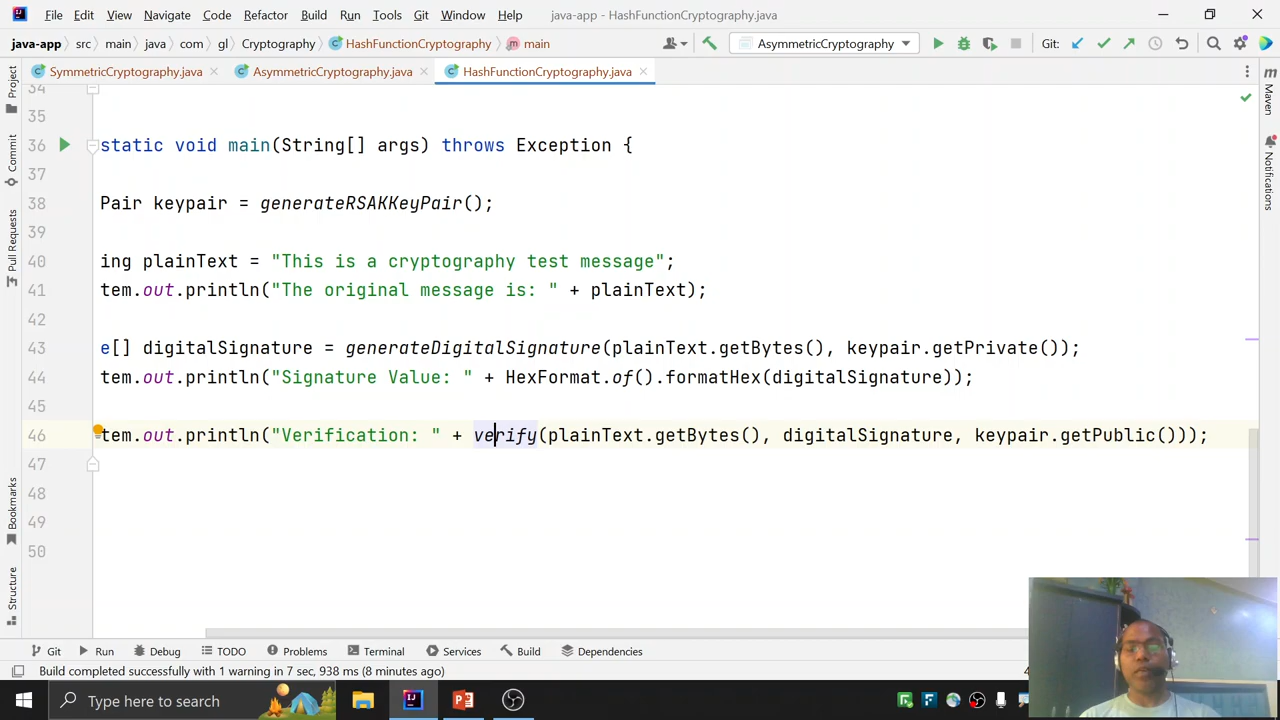 File Edit View Navigate Code Refactor Build Run Tools Git Window Help java-app - HashFunctionCryptography.java
java-app src main java com gl Cryptography HashFunctionCryptography main AsymmetricCryptography Git:
SymmetricCryptography.java AsymmetricCryptography.java HashFunctionCryptography.java
Project
Commit
Pull Requests
Bookmarks
Structure
Maven
Notifications
34
35
36 static void main(String[] args) throws Exception {
37
38 Pair keypair = generateRSAKKeyPair();
39
40 ing plainText = "This is a cryptography test message";
41 tem.out.println("The original message is: " + plainText);
42
43 e[] digitalSignature = generateDigitalSignature(plainText.getBytes(), keypair.getPrivate());
44 tem.out.println("Signature Value: " + HexFormat.of().formatHex(digitalSignature));
45
46 tem.out.println("Verification: " + verify(plainText.getBytes(), digitalSignature, keypair.getPublic()));
47
48
49
50
Git Run Debug TODO Problems Terminal Services Build Dependencies
Build completed successfully with 1 warning in 7 sec, 938 ms (8 minutes ago)
Type here to search